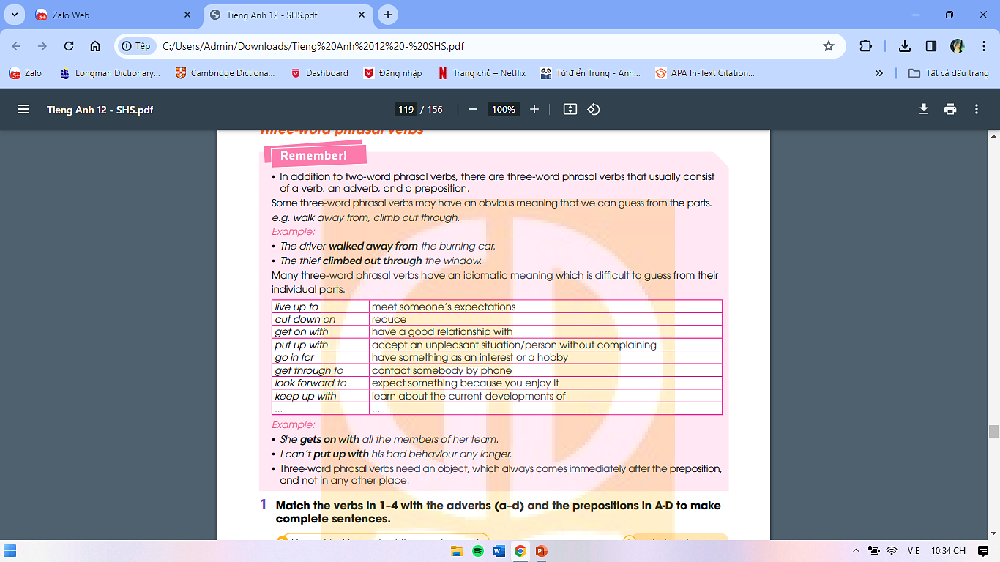 Zalo Web
Tieng Anh 12 - SHS.pdf
Tệp
C:/Users/Admin/Downloads/Tieng%20Anh%2012%20-%20SHS.pdf
Zalo
Longman Dictionary...
Cambridge Dictiona...
Dashboard
Đăng nhập
Trang chủ – Netflix
Từ điển Trung - Anh...
APA In-Text Citation...
Tất cả dấu trang
Tieng Anh 12 - SHS.pdf
119 / 156
100%
Three-word phrasal verbs
Remember!
• In addition to two-word phrasal verbs, there are three-word phrasal verbs that usually consist
of a verb, an adverb, and a preposition.
Some three-word phrasal verbs may have an obvious meaning that we can guess from the parts.
e.g. walk away from, climb out through.
Example:
• The driver walked away from the burning car.
• The thief climbed out through the window.
Many three-word phrasal verbs have an idiomatic meaning which is difficult to guess from their
individual parts.
live up to meet someone's expectations
cut down on reduce
get on with have a good relationship with
put up with accept an unpleasant situation/person without complaining
go in for have something as an interest or a hobby
get through to contact somebody by phone
look forward to expect something because you enjoy it
keep up with learn about the current developments of
... ...
Example:
• She gets on with all the members of her team.
• I can't put up with his bad behaviour any longer.
• Three-word phrasal verbs need an object, which always comes immediately after the preposition,
and not in any other place.
1 Match the verbs in 1–4 with the adverbs (a–d) and the prepositions in A-D to make
complete sentences.
VIE
10:34 CH